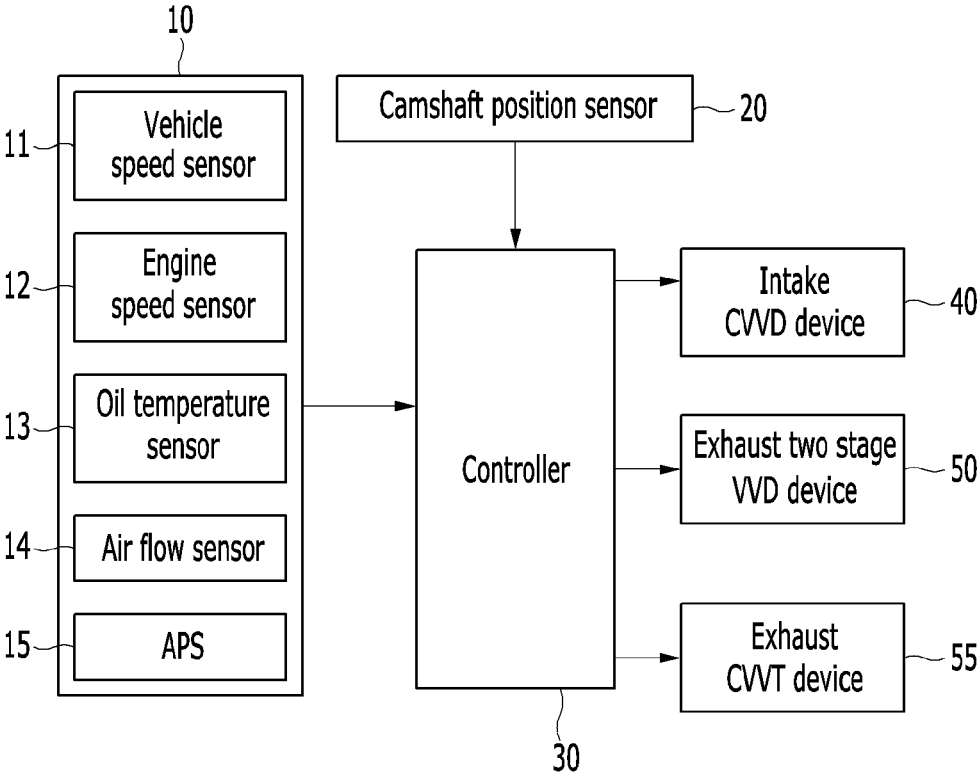 10
Vehicle
speed sensor
11
Engine
speed sensor
12
Oil temperature
sensor
13
Air flow sensor
14
APS
15
Camshaft position sensor
20
Controller
30
Intake
CVVD device
40
Exhaust two stage
VVD device
50
Exhaust
CVVT device
55